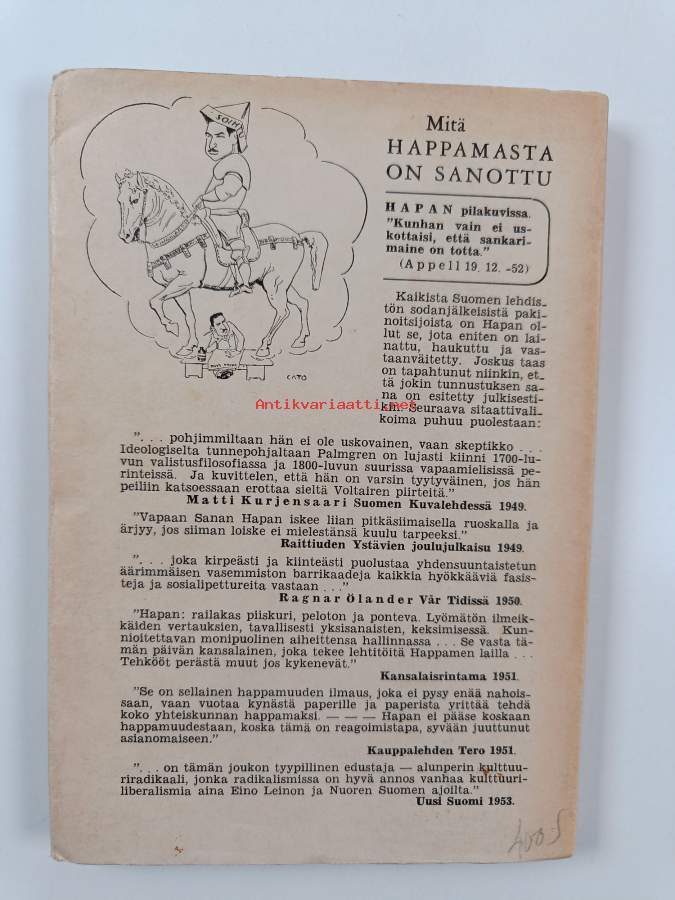 Mitä
HAPPAMASTA
ON SANOTTU
HAPAN pilakuvissa.
"Kunhan vain ei us-
kottaisi, että sankari-
maine on totta."
(Appell 19. 12. -52)
SOIH
CATO
Kaikista Suomen lehdis-
tön sodanjälkeisistä paki-
noitsijoista on Hapan ol-
lut se, jota eniten on lai-
nattu, haukuttu ja vas-
taanväitetty. Joskus taas
on tapahtunut niinkin, et-
tä jokin tunnustuksen sa-
na on esitetty julkisesti-
kin. Seuraava sitaattivali-
koima puhuu puolestaan:
Antikvariaatti.net
". . . pohjimmiltaan hän ei ole uskovainen, vaan skeptikko . . .
Ideologiselta tunnepohjaltaan Palmgren on lujasti kiinni 1700-lu-
vun valistusfilosofiassa ja 1800-luvun suurissa vapaamielisissä pe-
rinteissä. Ja kuvittelen, että hän on varsin tyytyväinen, jos hän
peiliin katsoessaan erottaa sieltä Voltairen piirteitä."
Matti Kurjensaari Suomen Kuvalehdessä 1949.
"Vapaan Sanan Hapan iskee liian pitkäsiimaisella ruoskalla ja
ärjyy, jos siiman loiske ei mielestänsä kuulu tarpeeksi."
Raittiuden Ystävien joulujulkaisu 1949.
". . . joka kirpeästi ja kiinteästi puolustaa yhdensuuntaistetun
äärimmäisen vasemmiston barrikaadeja kaikkia hyökkääviä fasis-
teja ja sosialipettureita vastaan . . ."
Ragnar Ölander Vår Tidissä 1950.
"Hapan: railakas piiskuri, peloton ja ponteva. Lyömätön ilmeik-
käiden vertauksien, tavallisesti yksisanaisten, keksimisessä. Kun-
nioitettavan monipuolinen aiheittensa hallinnassa . . . Se vasta tä-
män päivän kansalainen, joka tekee lehtitöitä Happamen lailla . . .
Tehkööt perästä muut jos kykenevät."
Kansalaisrintama 1951.
"Se on sellainen happamuuden ilmaus, joka ei pysy enää nahois-
saan, vaan vuotaa kynästä paperille ja paperista yrittää tehdä
koko yhteiskunnan happamaksi. — — — Hapan ei pääse koskaan
happamuudestaan, koska tämä on reagoimistapa, syvään juuttunut
asianomaiseen."
Kauppalehden Tero 1951.
". . . on tämän joukon tyypillinen edustaja — alunperin kulttuu-
riradikaali, jonka radikalismissa on hyvä annos vanhaa kulttuuri-
liberalismia aina Eino Leinon ja Nuoren Suomen ajoilta."
Uusi Suomi 1953.